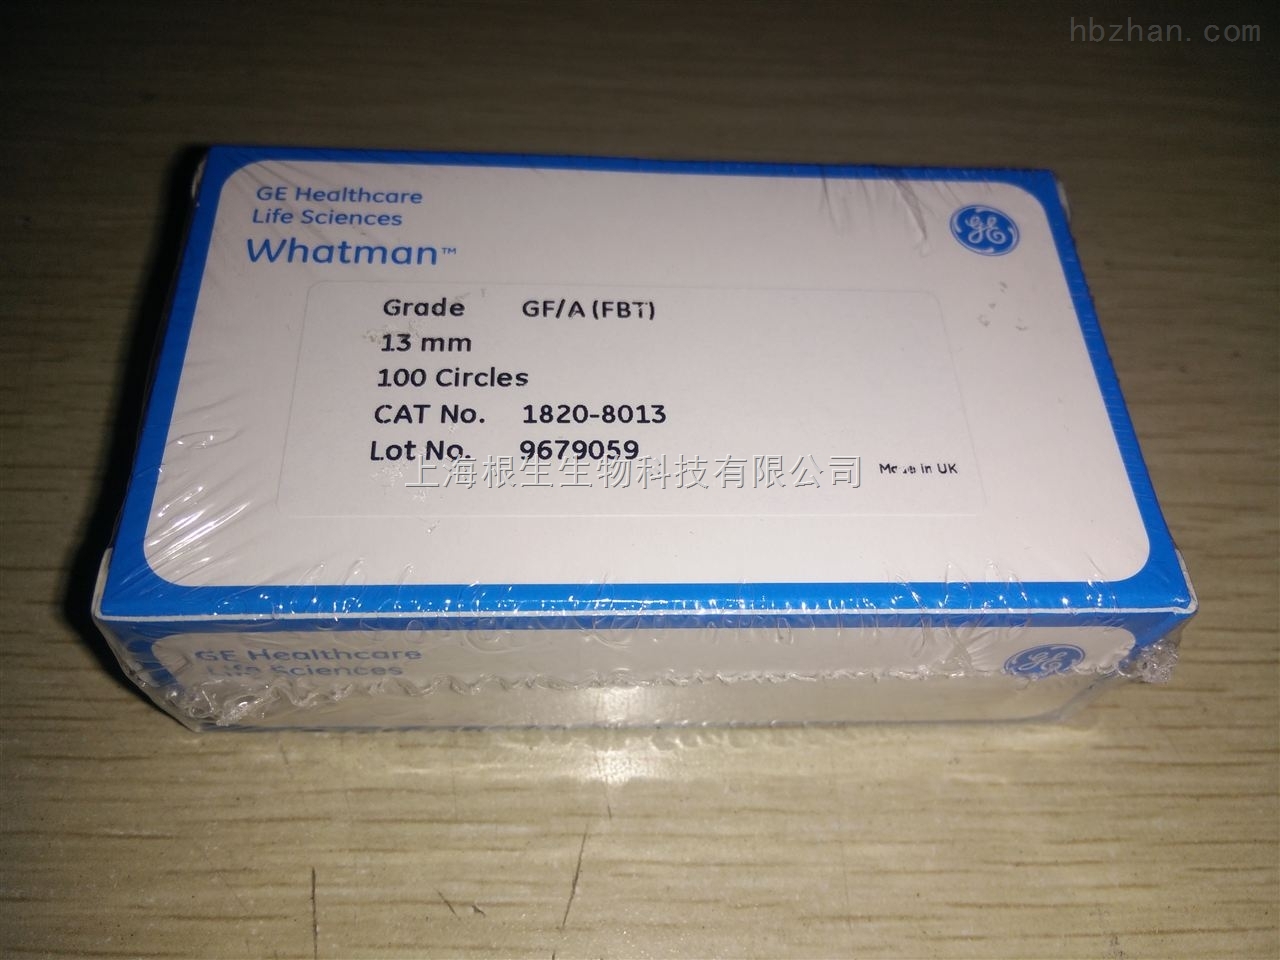 hbzhan.com
GE Healthcare
Life Sciences
Whatman™
Grade GF/A (FBT)
13 mm
100 Circles
CAT No. 1820-8013
Lot No. 9679059
上海根生生物科技有限公司
Made in UK
GE Healthcare
Life Sciences